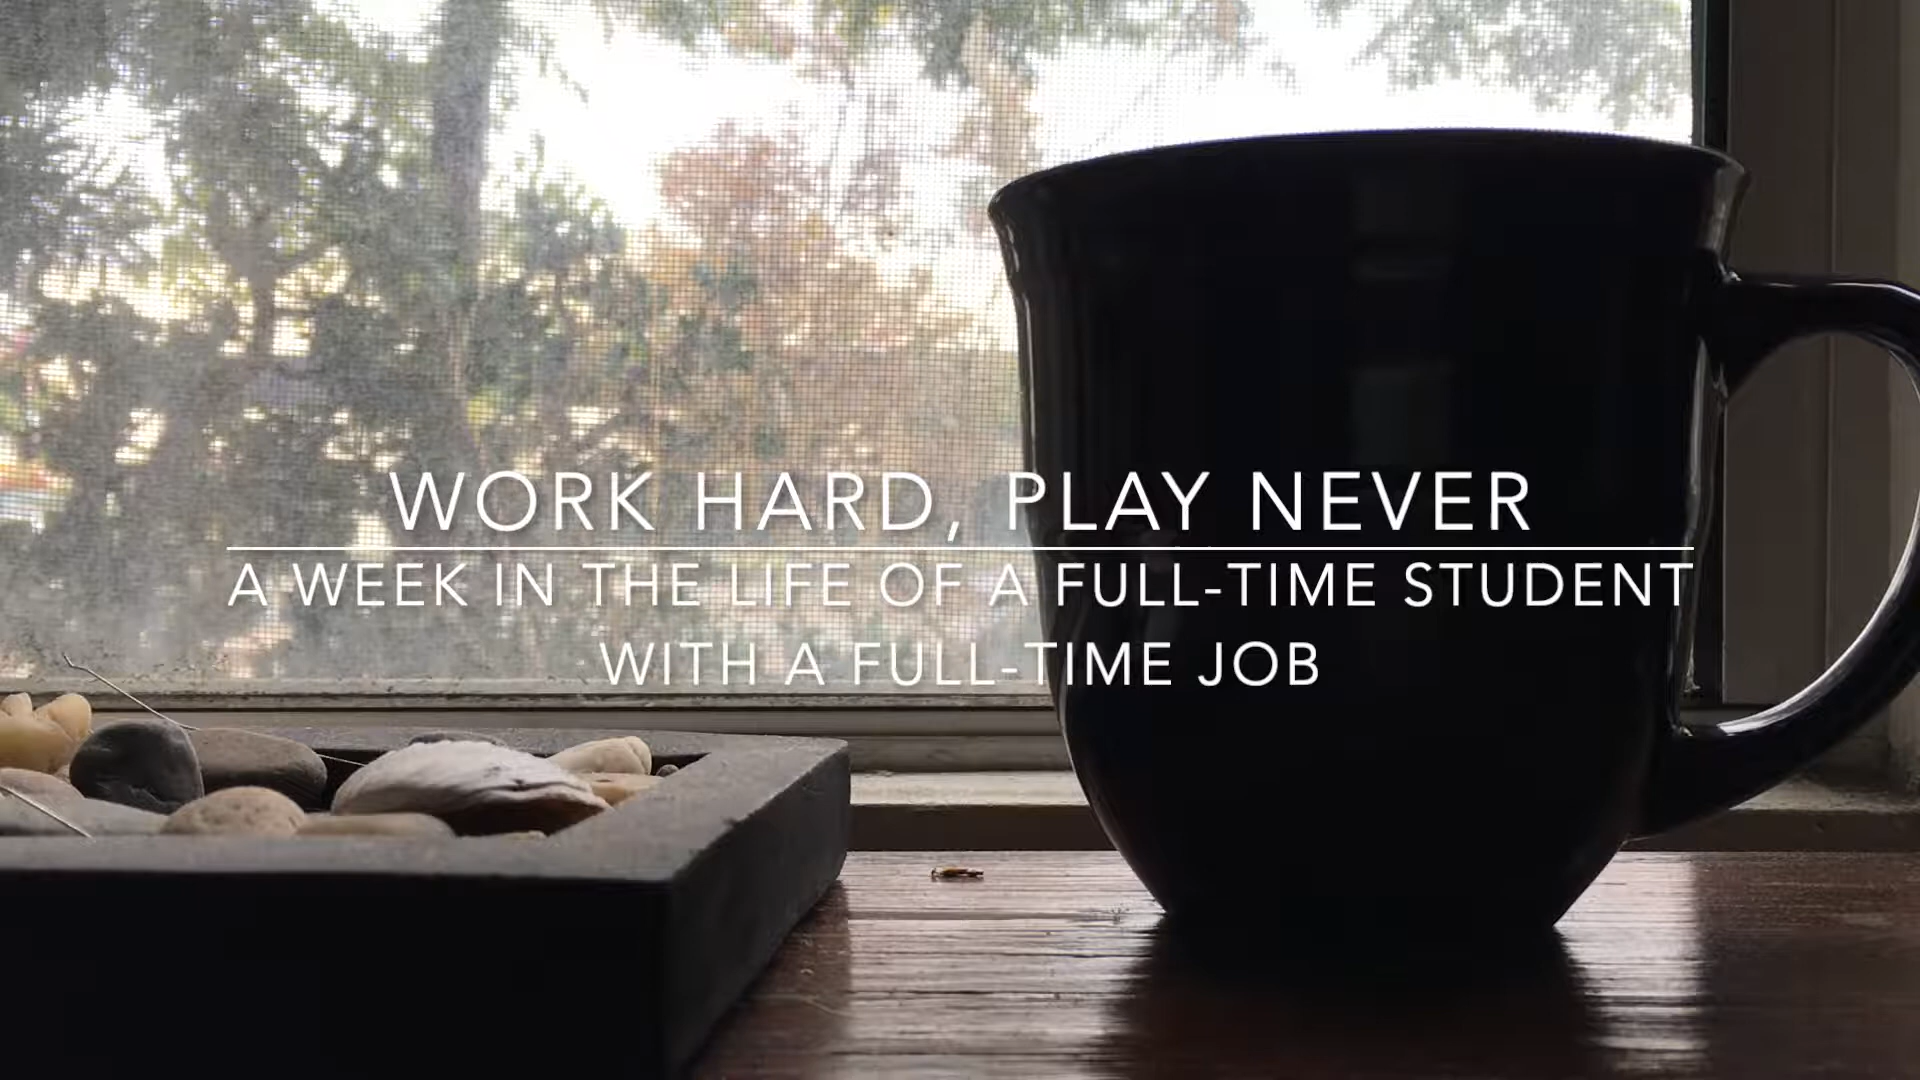 WORK HARD, PLAY NEVER
A WEEK IN THE LIFE OF A FULL-TIME STUDENT
WITH A FULL-TIME JOB